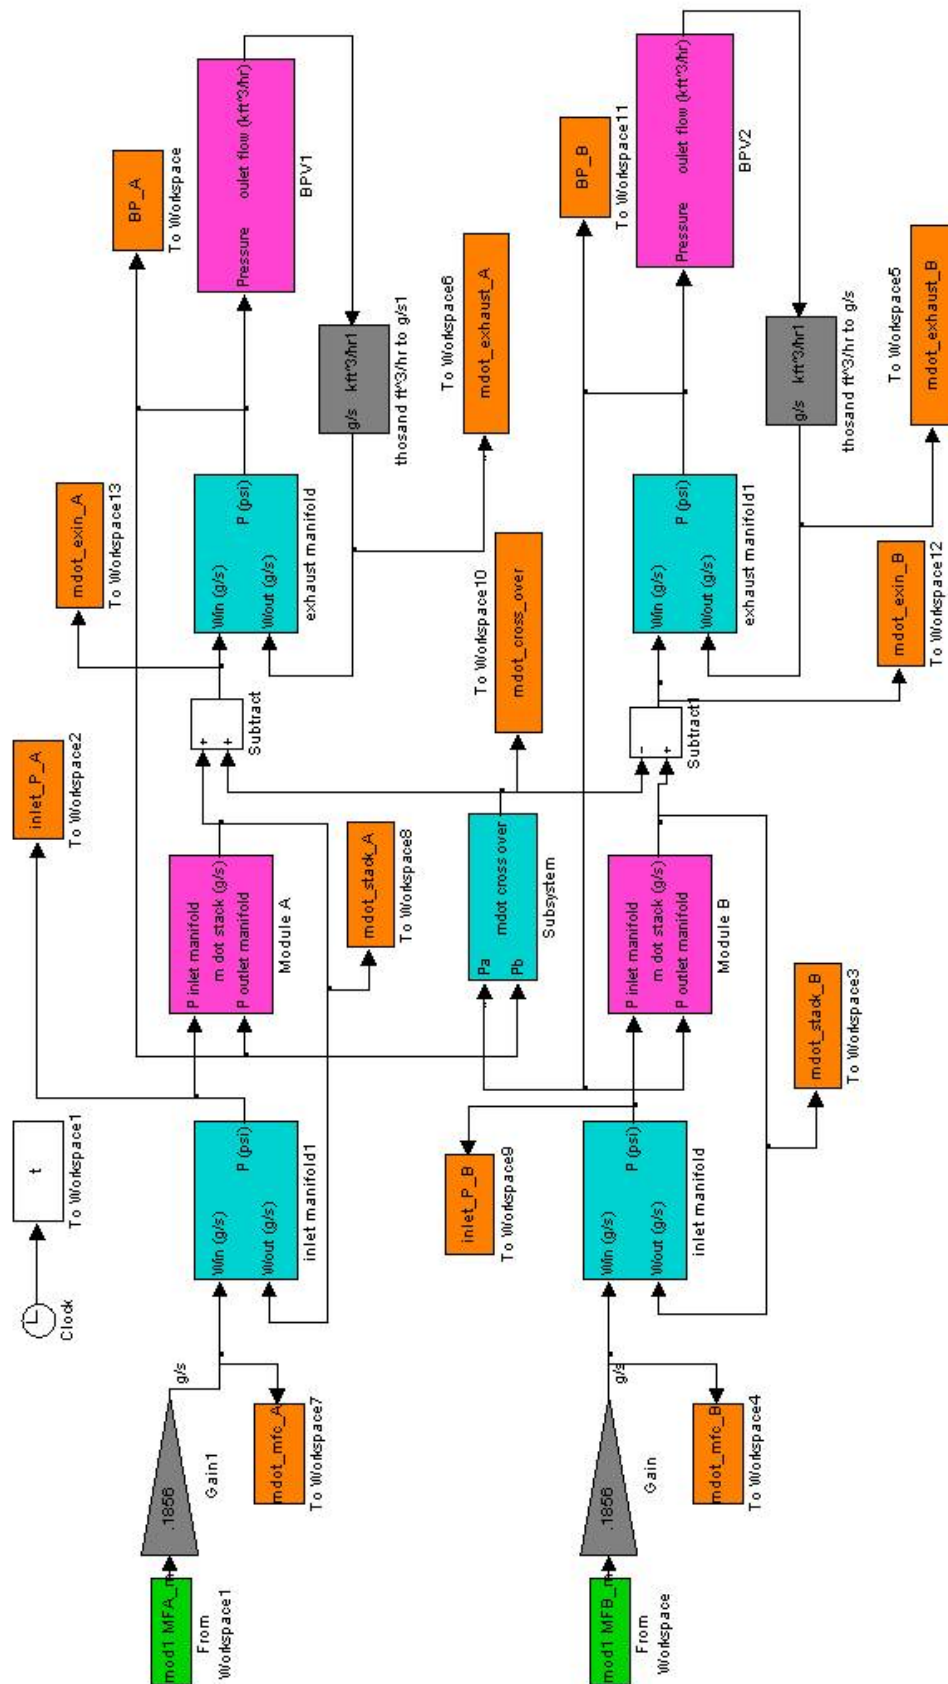 Clock
t
To Workspace1
inlet_P_A
To Workspace2
mdot_exin_A
To Workspace13
BP_A
To Workspace
mod1 MFA_m
From
Workspace1
.1856
Gain1
g/s
mdot_mfc_A
To Workspace7
Win (g/s)
P (psi)
Wout (g/s)
inlet manifold1
P inlet manifold
m dot stack (g/s)
P outlet manifold
Module A
mdot_stack_A
To Workspace8
+
+
Subtract
Win (g/s)
P (psi)
Wout (g/s)
exhaust manifold
Pressure
oulet flow (kft^3/hr)
BPV1
g/s
kft^3/hr1
thosand ft^3/hr to g/s1
To Workspace6
mdot_exhaust_A
Pa
mdot cross over
Pb
Subsystem
To Workspace10
mdot_cross_over
inlet_P_B
To Workspace9
BP_B
To Workspace11
mod1 MFB_m
From
Workspace
.1856
Gain
g/s
mdot_mfc_B
To Workspace4
Win (g/s)
P (psi)
Wout (g/s)
inlet manifold
P inlet manifold
m dot stack (g/s)
P outlet manifold
Module B
mdot_stack_B
To Workspace3
-
+
Subtract1
Win (g/s)
P (psi)
Wout (g/s)
exhaust manifold1
mdot_exin_B
To Workspace12
Pressure
oulet flow (kft^3/hr)
BPV2
g/s
kft^3/hr1
thosand ft^3/hr to g/s
To Workspace5
mdot_exhaust_B